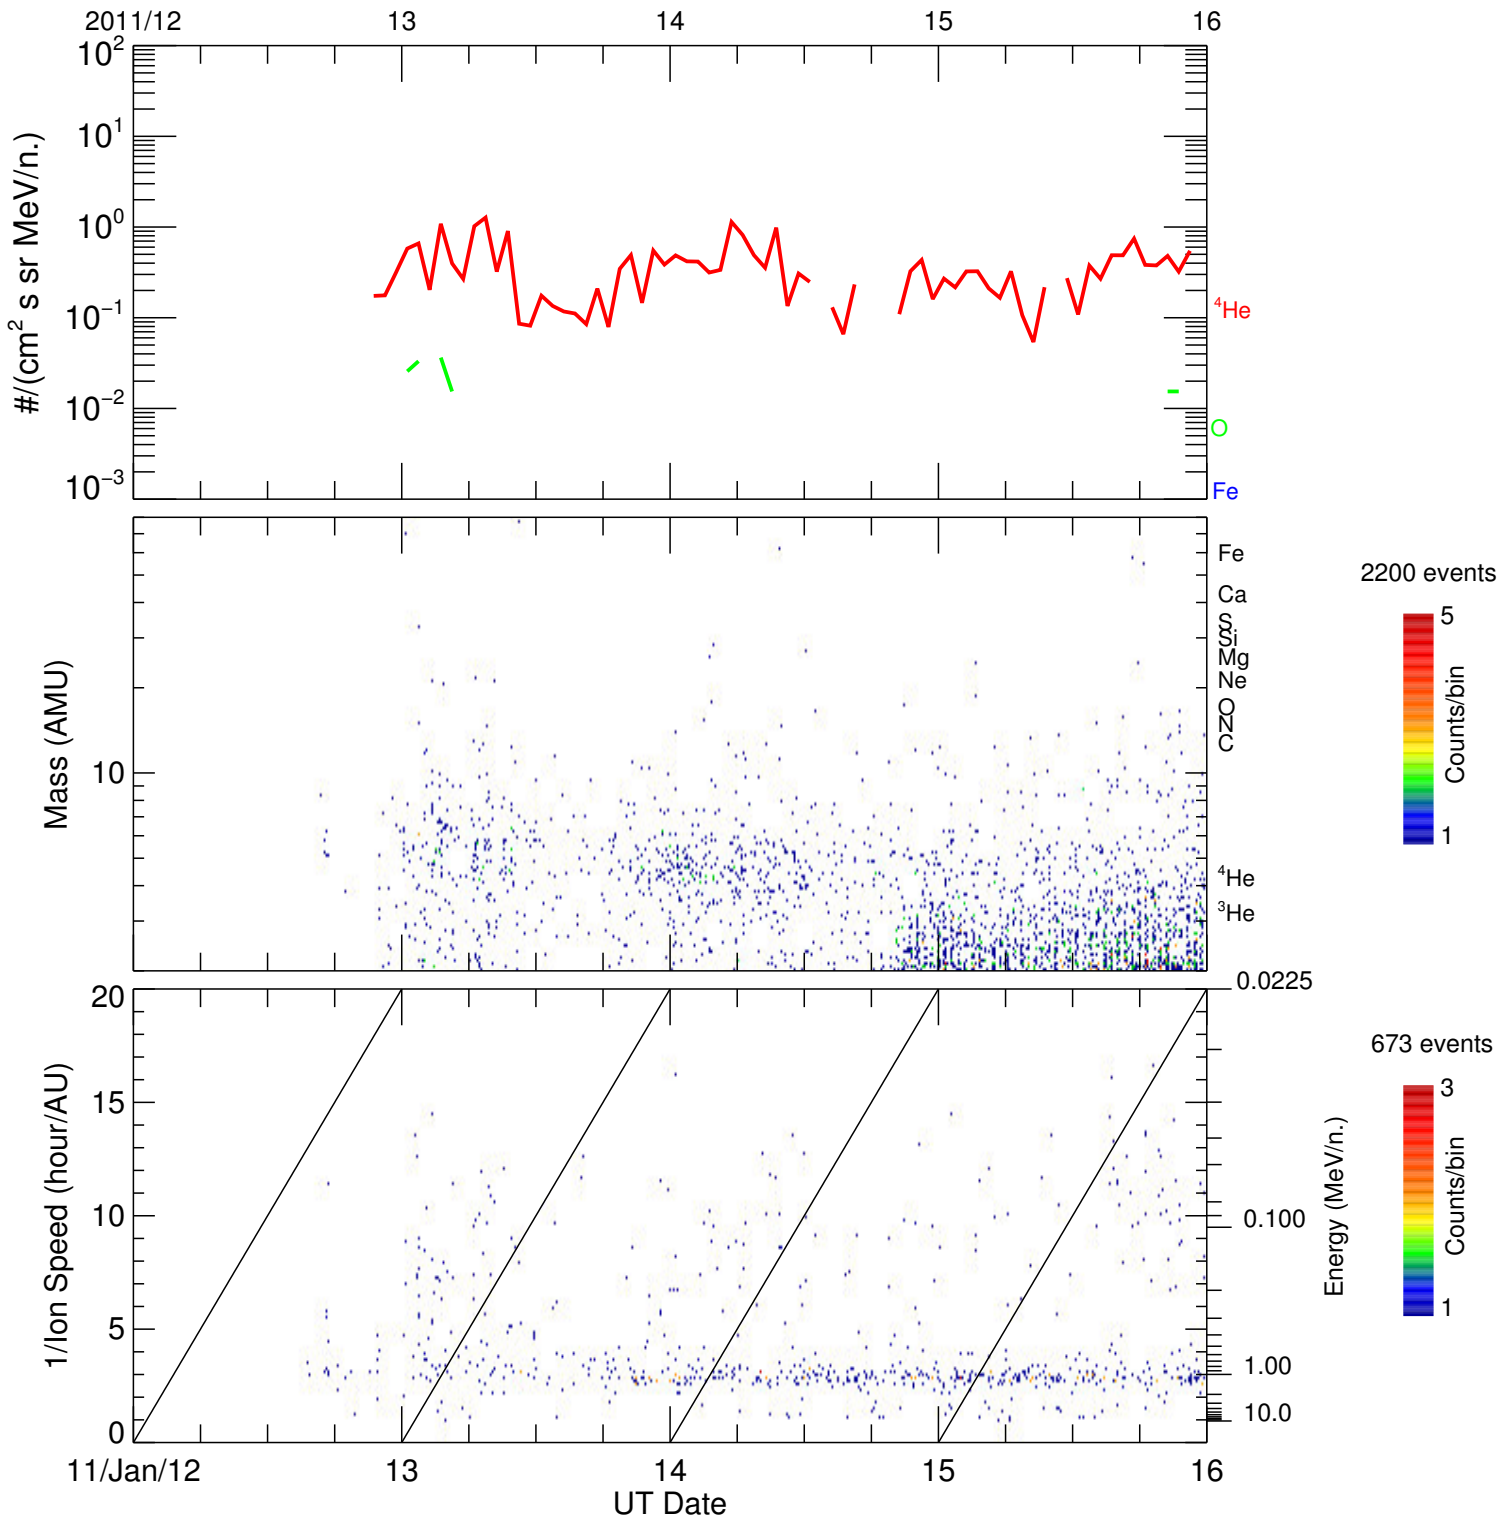 2011/12 13 14 15 16
10² 10¹ 10⁰ 10⁻¹ 10⁻² 10⁻³
#/(cm² s sr MeV/n.)
⁴He
O
Fe
Mass (AMU)
10
Fe
Ca
S
Si
Mg
Ne
O
N
C
⁴He
³He
2200 events
5
Counts/bin
1
1/Ion Speed (hour/AU)
20
15
10
5
0
0.0225
0.100
1.00
10.0
Energy (MeV/n.)
673 events
3
Counts/bin
1
11/Jan/12 13 14 15 16
UT Date